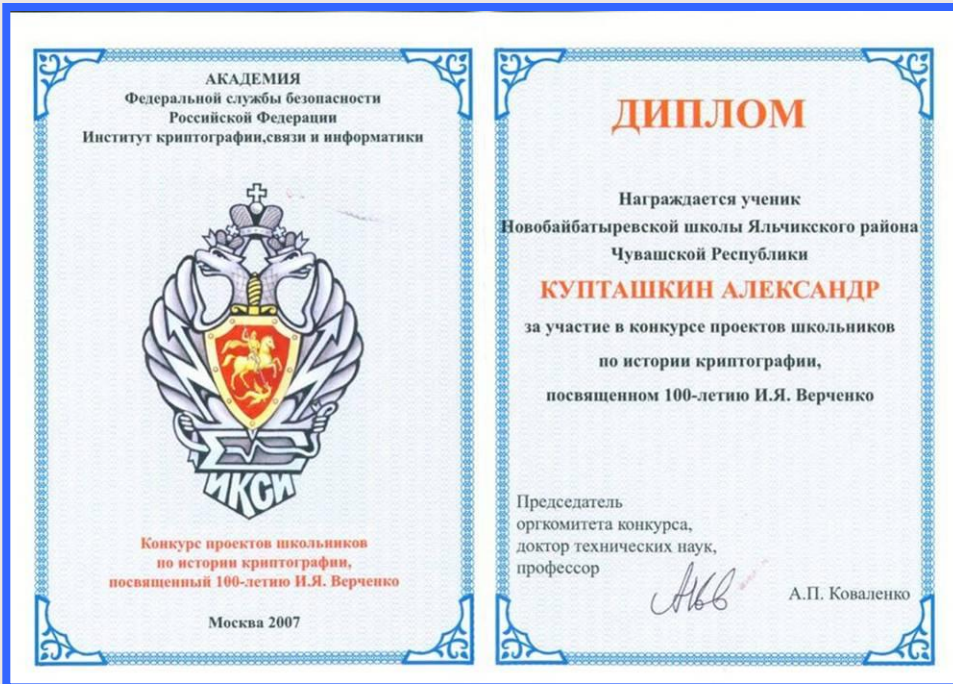 АКАДЕМИЯ
Федеральной службы безопасности
Российской Федерации
Институт криптографии,связи и информатики
ИКСИ
Конкурс проектов школьников
по истории криптографии,
посвященный 100-летию И.Я. Верченко
Москва 2007
ДИПЛОМ
Награждается ученик
Новобайбатыревской школы Яльчикского района
Чувашской Республики
КУПТАШКИН АЛЕКСАНДР
за участие в конкурсе проектов школьников
по истории криптографии,
посвященном 100-летию И.Я. Верченко
Председатель
оргкомитета конкурса,
доктор технических наук,
профессор
А.П. Коваленко